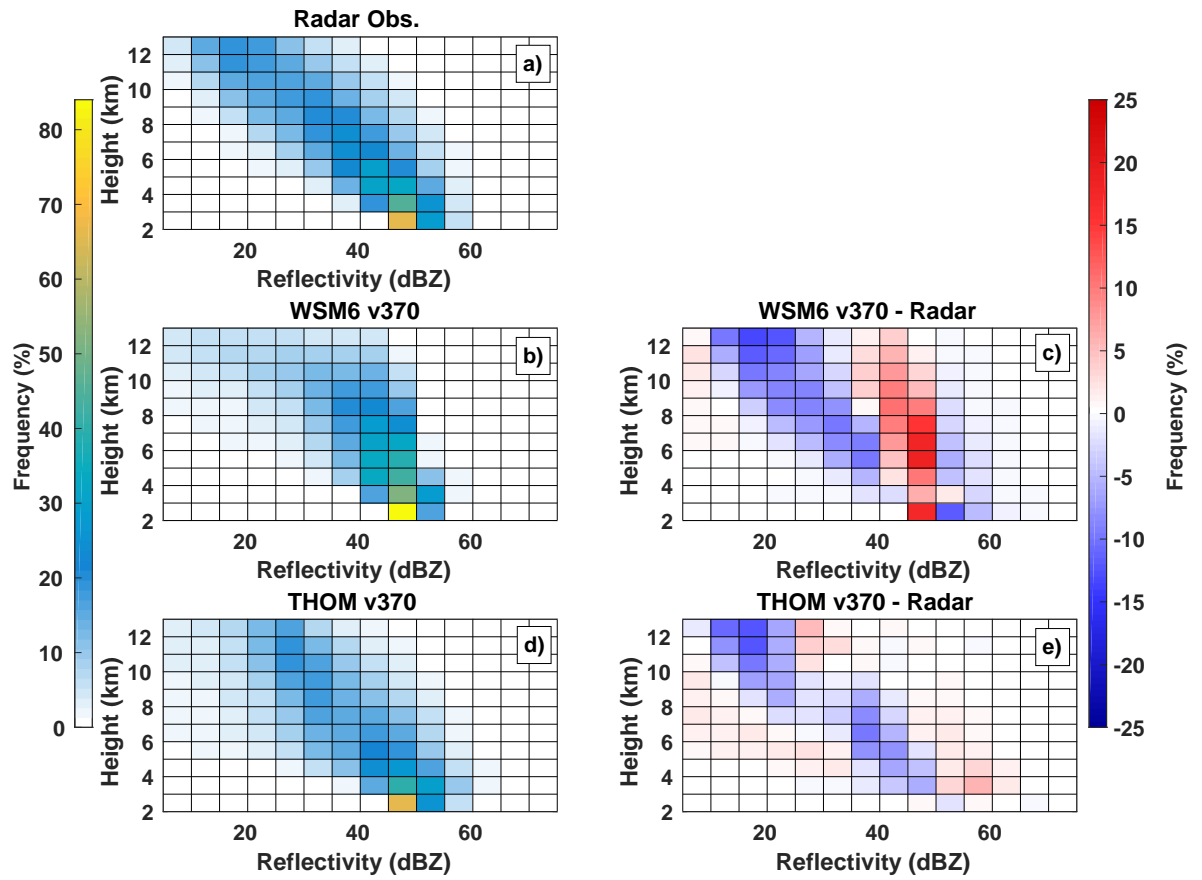 Radar Obs.
a)
12
10
8
6
4
2
Height (km)
20
40
60
Reflectivity (dBZ)
80
70
60
50
40
30
20
10
0
Frequency (%)
WSM6 v370
b)
12
10
8
6
4
2
Height (km)
20
40
60
Reflectivity (dBZ)
WSM6 v370 - Radar
c)
12
10
8
6
4
2
Height (km)
20
40
60
Reflectivity (dBZ)
25
20
15
10
5
0
-5
-10
-15
-20
-25
Frequency (%)
THOM v370
d)
12
10
8
6
4
2
Height (km)
20
40
60
Reflectivity (dBZ)
THOM v370 - Radar
e)
12
10
8
6
4
2
Height (km)
20
40
60
Reflectivity (dBZ)